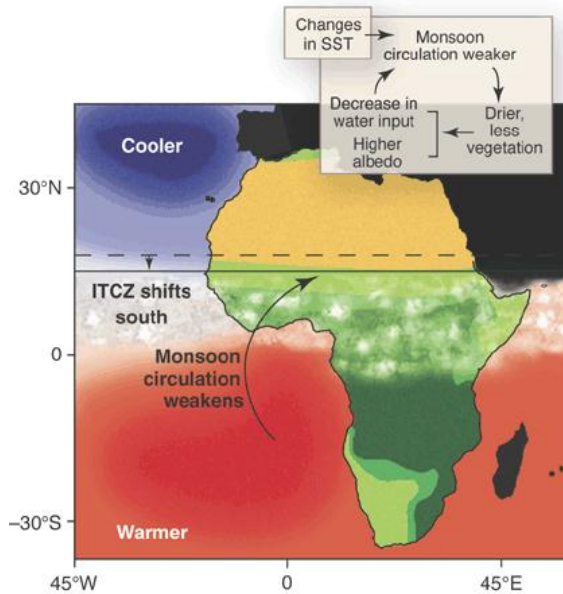 Changes
in SST
Monsoon
circulation weaker
Decrease in
water input
Higher
albedo
Drier,
less
vegetation
Cooler
30°N
ITCZ shifts
south
0
Monsoon
circulation
weakens
–30°S
Warmer
45°W
0
45°E